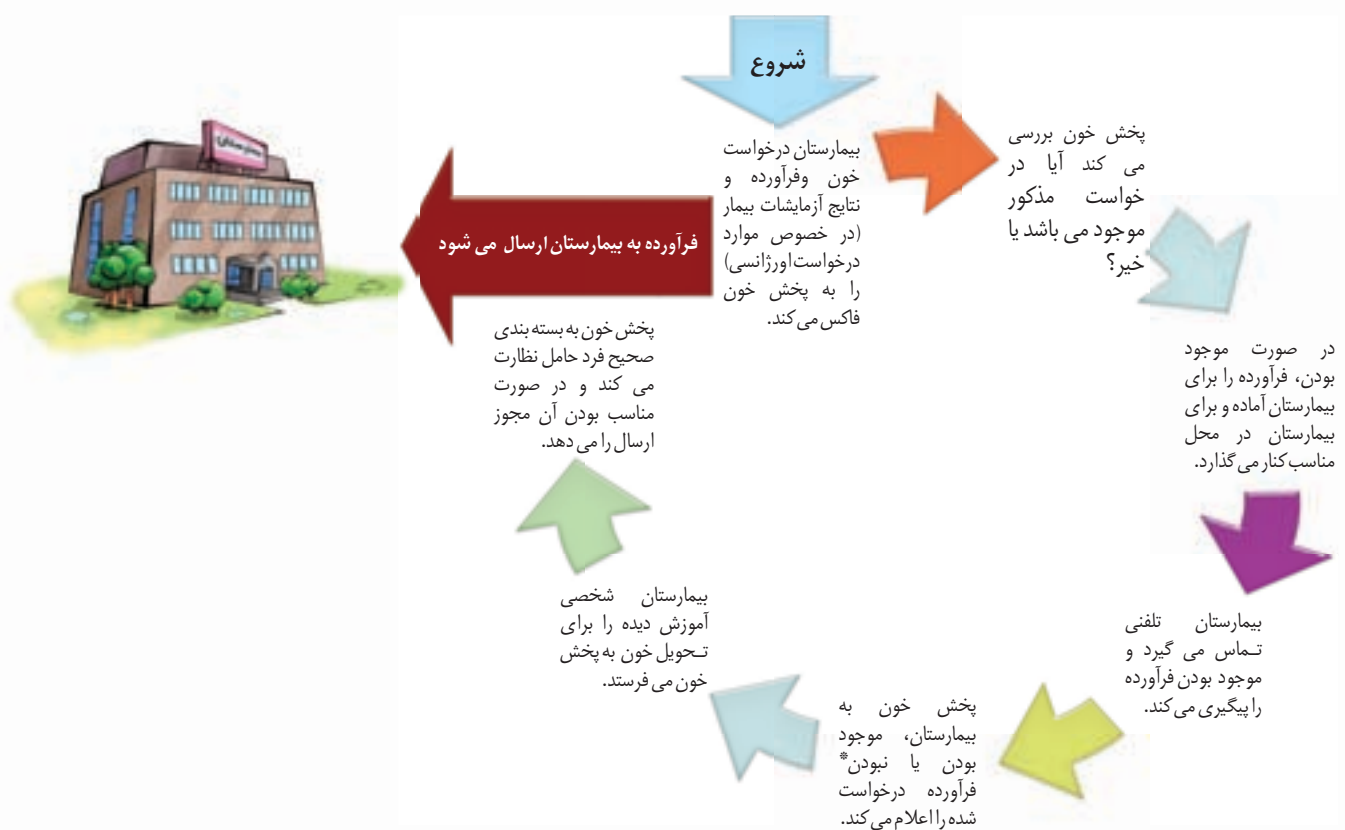 شروع
بیمارستان درخواست
خون وفرآورده و
نتایج آزمایشات بیمار
(در خصوص موارد
درخواست اورژانسی)
را به پخش خون
فاکس می کند.
پخش خون بررسی
می کند آیا در
خواست مذکور
موجود می باشد یا
خیر؟
در صورت موجود
بودن، فرآورده را برای
بیمارستان آماده و برای
بیمارستان در محل
مناسب کنار می گذارد.
بیمارستان تلفنی
تـماس می گیرد و
موجود بودن فرآورده
را پیگیری می کند.
پخش خون به
بیمارستان، موجود
بودن یا نبودن*
فرآورده درخواست
شده را اعلام می کند.
بیمارستان شخصی
آموزش دیده را برای
تـحویل خون به پخش
خون می فرستد.
پخش خون به بسته بندی
صحیح فرد حامل نظارت
می کند و در صورت
مناسب بودن آن مجوز
ارسال را می دهد.
فرآورده به بیمارستان ارسال می شود
بیمارستان